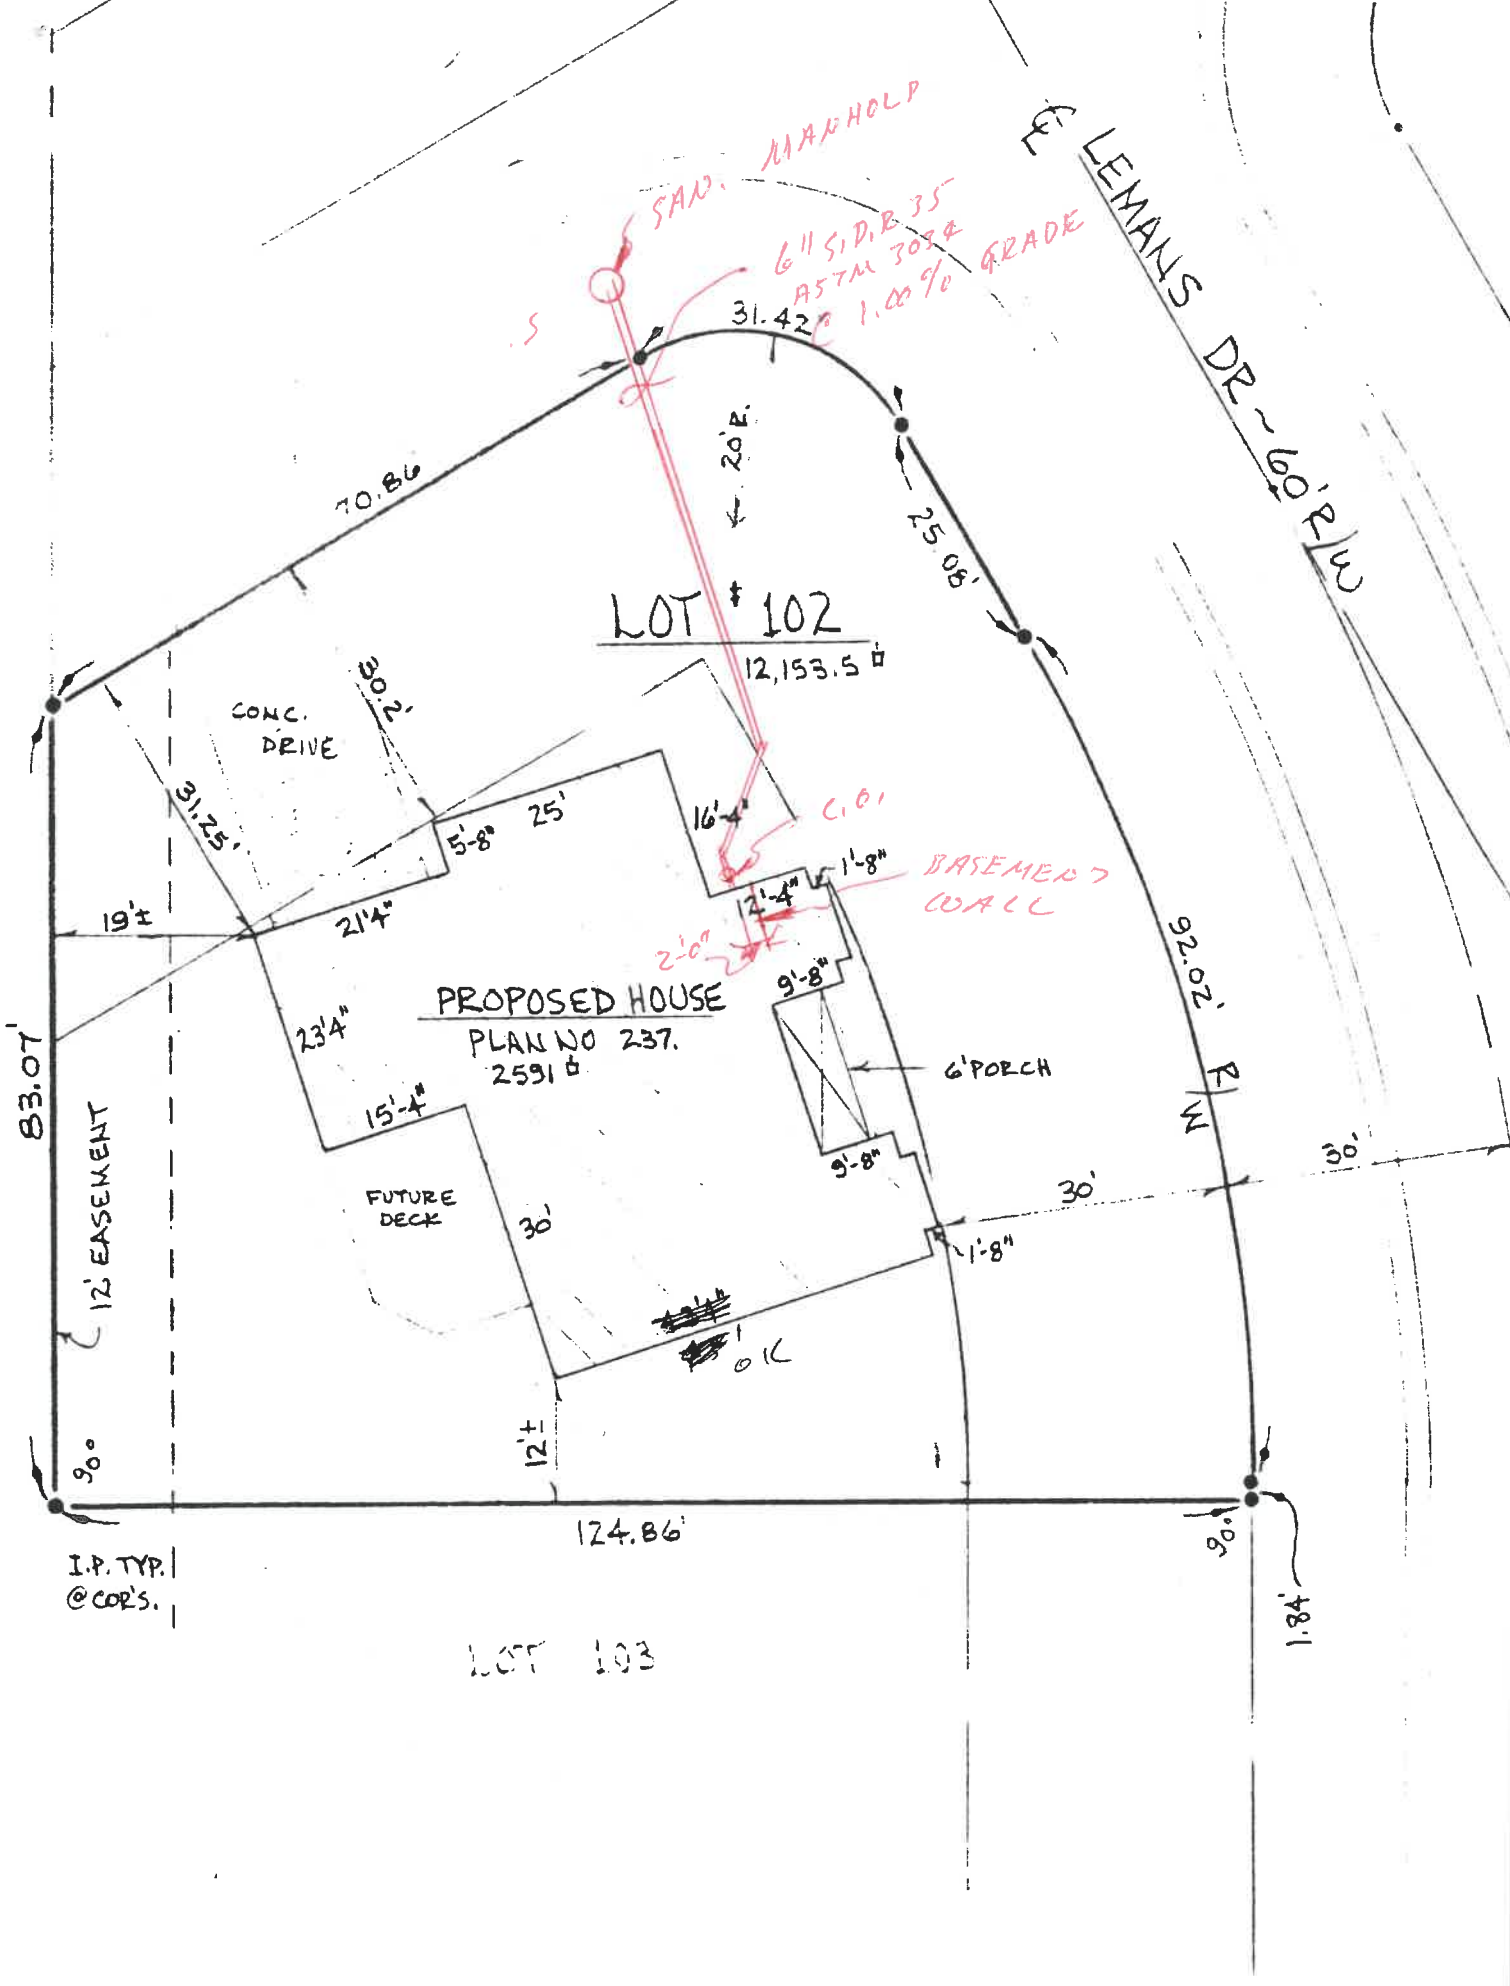 SAN. MANHOLD
6" S.D.R 35
ASTM 3034
@ 1.00% GRADE
S
℄ LEMANS DR ~ 60' R/W
31.42'
20'R.
70.86
25.08'
LOT # 102
12,153.5
30.2'
CONC.
DRIVE
31.25'
25'
5'-8"
16'-4"
C.O.
1'-8"
BASEMENT
WALL
12'-4"
2'-0"
19'±
21'4"
92.02'
9'-8"
PROPOSED HOUSE
PLAN NO 237.
2591
23'4"
6' PORCH
83.07'
15'-4"
R/W
9'-8"
12' EASEMENT
FUTURE
DECK
30'
30'
30'
1'-8"
OK
12'±
90°
124.86'
90°
I.P. TYP.
@ COR'S.
1.84'
LOT 103